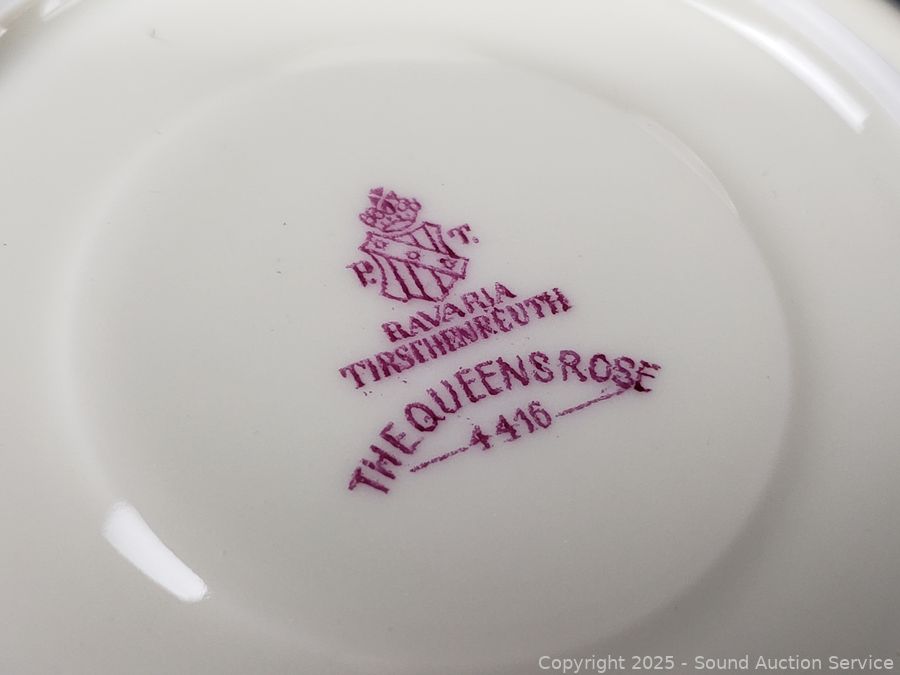 P. T.
BAVARIA
TIRSCHENREUTH
THE QUEENS ROSE
4416
Copyright 2025 - Sound Auction Service